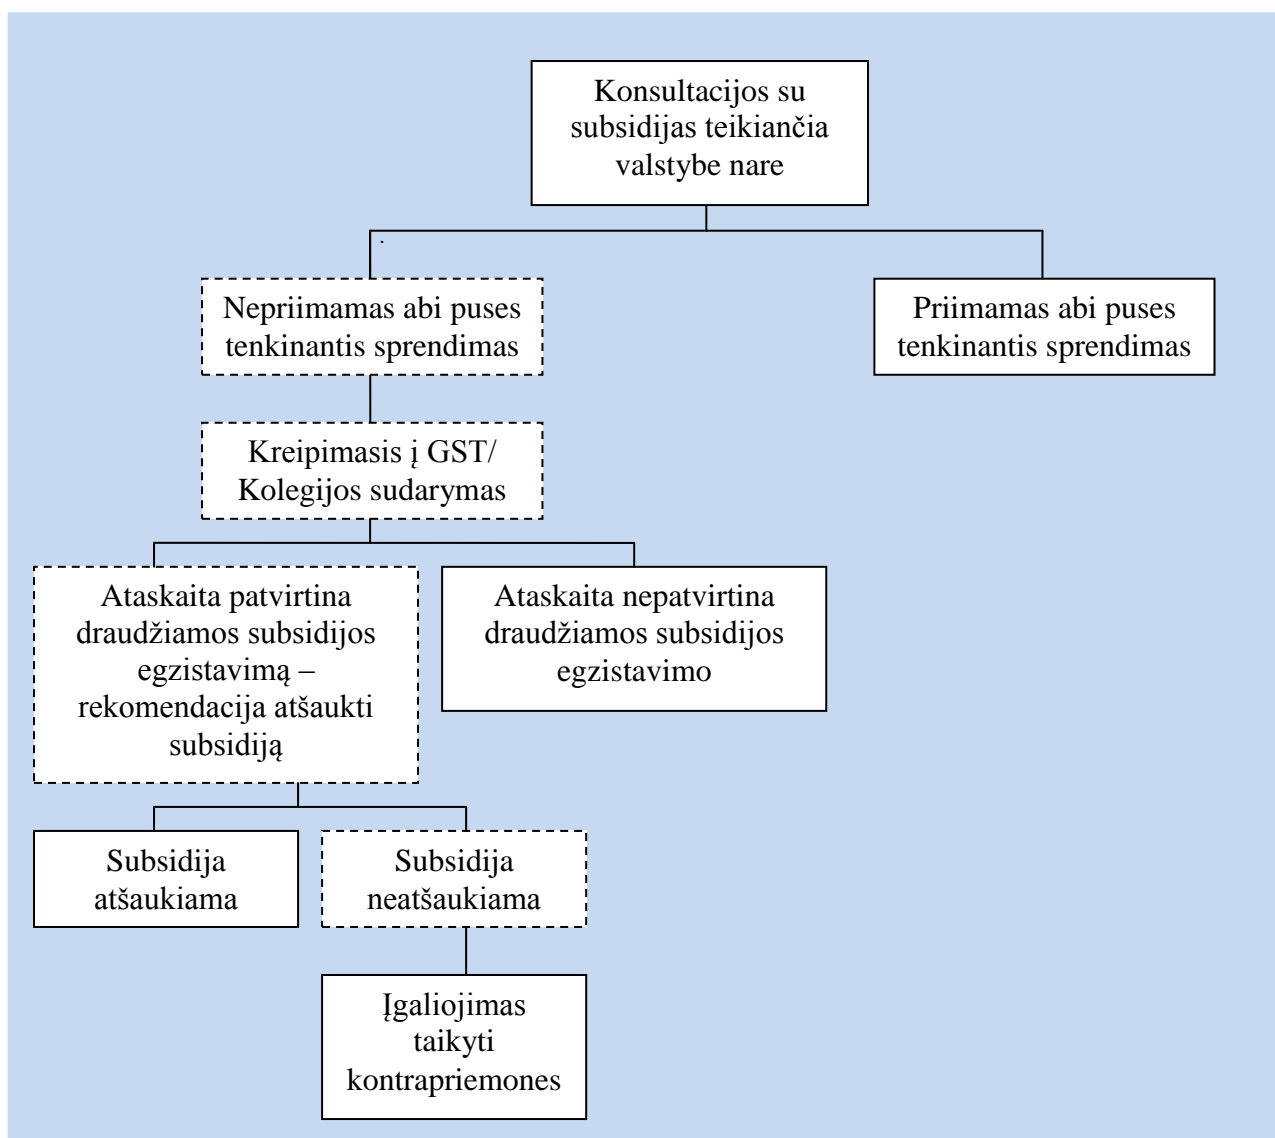 Konsultacijos su
subsidijas teikiančia
valstybe nare
Nepriimamas abi puses
tenkinantis sprendimas
Priimamas abi puses
tenkinantis sprendimas
Kreipimasis į GST/
Kolegijos sudarymas
Ataskaita patvirtina
draudžiamos subsidijos
egzistavimą –
rekomendacija atšaukti
subsidiją
Ataskaita nepatvirtina
draudžiamos subsidijos
egzistavimo
Subsidija
atšaukiama
Subsidija
neatšaukiama
Įgaliojimas
taikyti
kontrapriemones